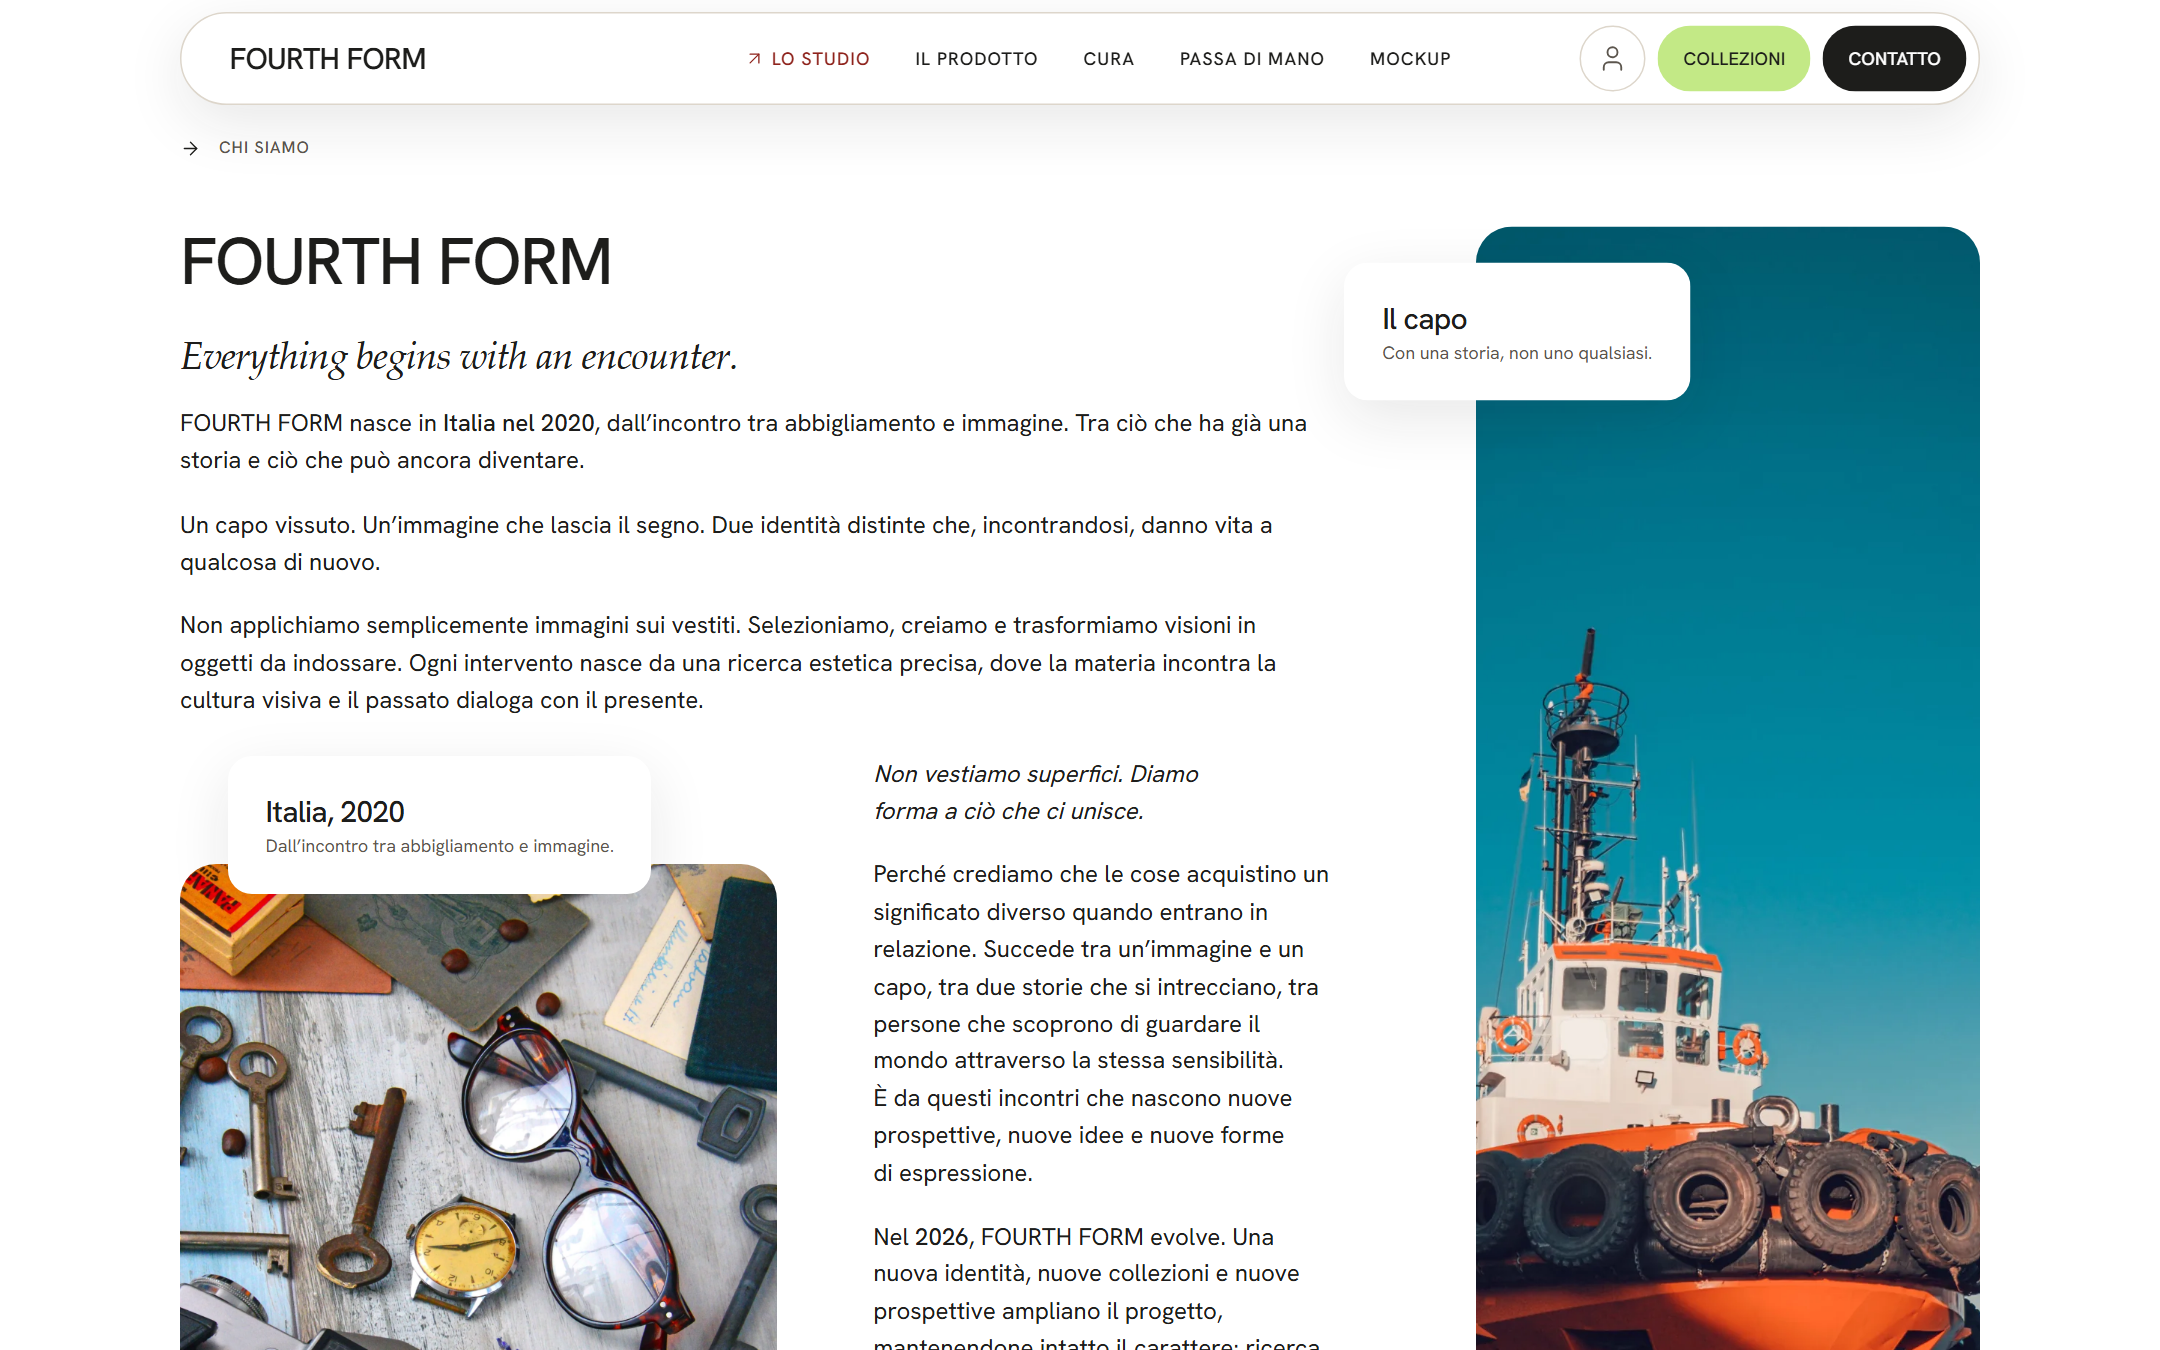 FOURTH FORM
LO STUDIO
IL PRODOTTO
CURA
PASSA DI MANO
MOCKUP
COLLEZIONI
CONTATTO
CHI SIAMO
FOURTH FORM
Everything begins with an encounter.
FOURTH FORM nasce in Italia nel 2020, dall’incontro tra abbigliamento e immagine. Tra ciò che ha già una
storia e ciò che può ancora diventare.
Un capo vissuto. Un’immagine che lascia il segno. Due identità distinte che, incontrandosi, danno vita a
qualcosa di nuovo.
Non applichiamo semplicemente immagini sui vestiti. Selezioniamo, creiamo e trasformiamo visioni in
oggetti da indossare. Ogni intervento nasce da una ricerca estetica precisa, dove la materia incontra la
cultura visiva e il passato dialoga con il presente.
Italia, 2020
Dall’incontro tra abbigliamento e immagine.
Non vestiamo superfici. Diamo
forma a ciò che ci unisce.
Perché crediamo che le cose acquistino un
significato diverso quando entrano in
relazione. Succede tra un’immagine e un
capo, tra due storie che si intrecciano, tra
persone che scoprono di guardare il
mondo attraverso la stessa sensibilità.
È da questi incontri che nascono nuove
prospettive, nuove idee e nuove forme
di espressione.
Nel 2026, FOURTH FORM evolve. Una
nuova identità, nuove collezioni e nuove
prospettive ampliano il progetto,
mantenendone intatto il carattere: ricerca
Il capo
Con una storia, non uno qualsiasi.